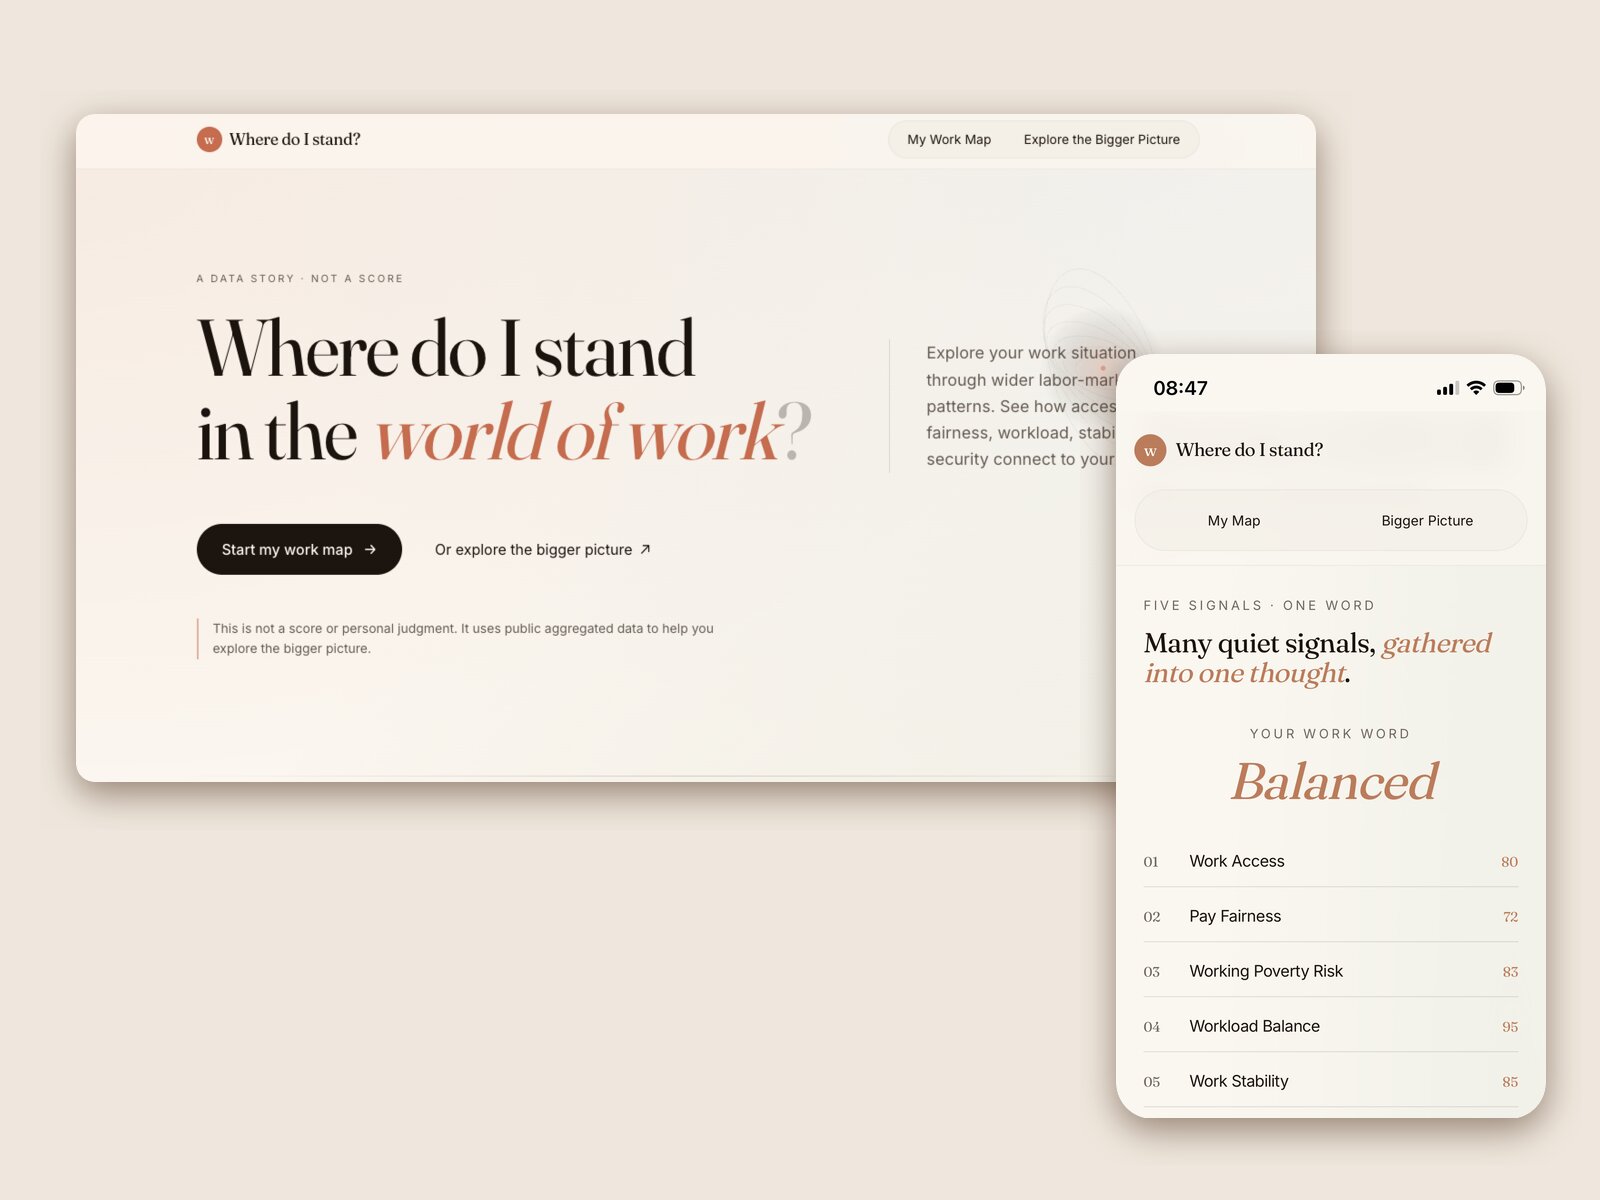 w Where do I stand?
My Work Map Explore the Bigger Picture
A DATA STORY · NOT A SCORE
Where do I stand
in the world of work?
Explore your work situation
through wider labor-mark
patterns. See how acces
fairness, workload, stabi
security connect to your
Start my work map → Or explore the bigger picture ↗
This is not a score or personal judgment. It uses public aggregated data to help you
explore the bigger picture.
08:47
w Where do I stand?
My Map Bigger Picture
FIVE SIGNALS · ONE WORD
Many quiet signals, gathered
into one thought.
YOUR WORK WORD
Balanced
01 Work Access 80
02 Pay Fairness 72
03 Working Poverty Risk 83
04 Workload Balance 95
05 Work Stability 85